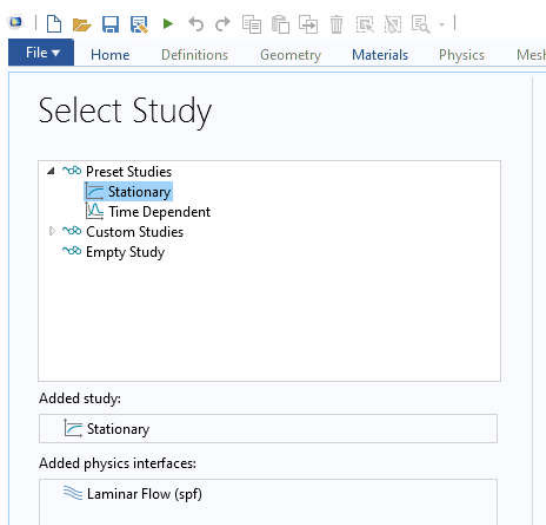 File Home Definitions Geometry Materials Physics Mesh
Select Study
Preset Studies
Stationary
Time Dependent
Custom Studies
Empty Study
Added study:
Stationary
Added physics interfaces:
Laminar Flow (spf)